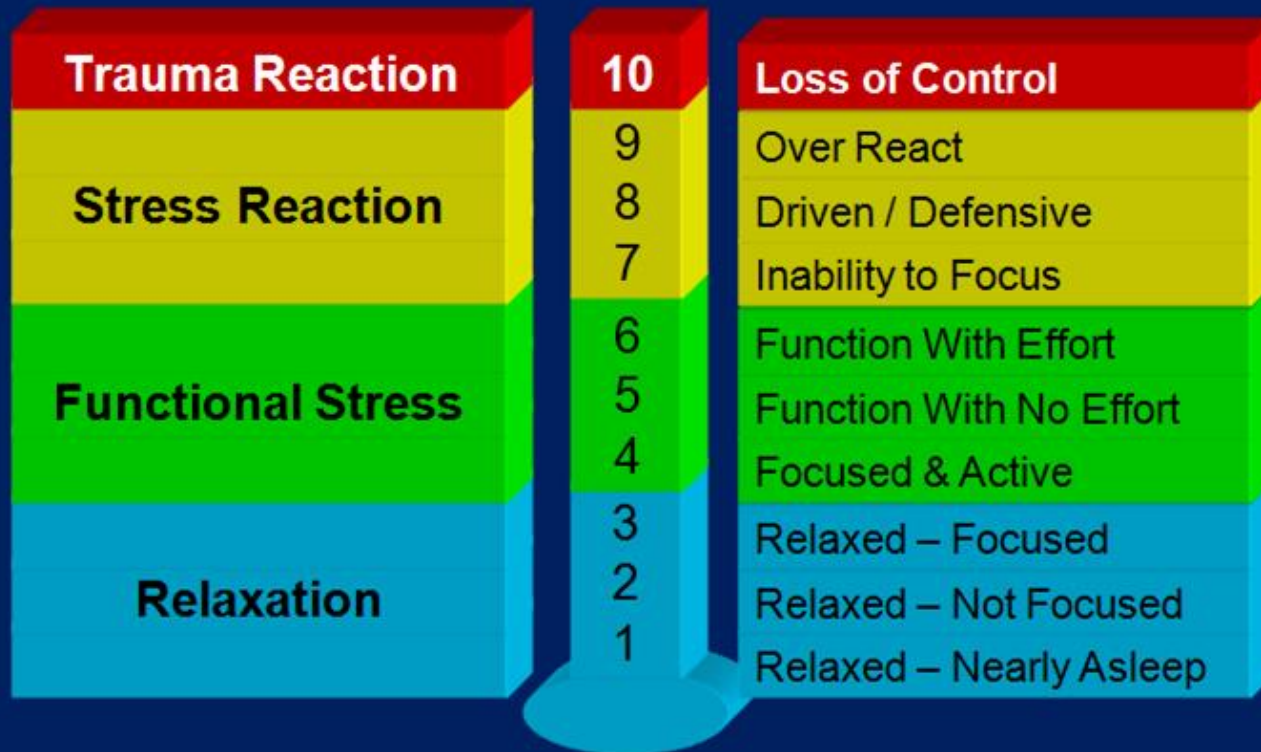 Trauma Reaction
10
Loss of Control
Stress Reaction
9
Over React
8
Driven / Defensive
7
Inability to Focus
Functional Stress
6
Function With Effort
5
Function With No Effort
4
Focused & Active
Relaxation
3
Relaxed – Focused
2
Relaxed – Not Focused
1
Relaxed – Nearly Asleep